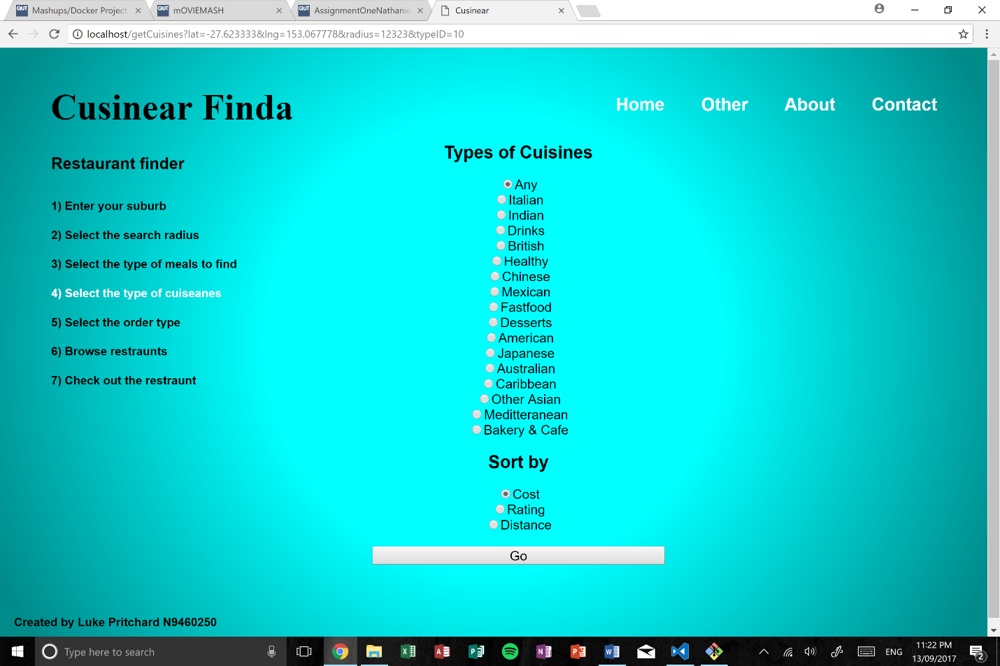 QUT Mashups/Docker Project
QUT mOVIEMASH
QUT AssignmentOneNathanie
Cusinear
localhost/getCuisines?lat=-27.623333&lng=153.067778&radius=12323&typeID=10
Cusinear Finda
Home Other About Contact
Restaurant finder
1) Enter your suburb
2) Select the search radius
3) Select the type of meals to find
4) Select the type of cuiseanes
5) Select the order type
6) Browse restraunts
7) Check out the restraunt
Types of Cuisines
Any
Italian
Indian
Drinks
British
Healthy
Chinese
Mexican
Fastfood
Desserts
American
Japanese
Australian
Caribbean
Other Asian
Meditteranean
Bakery & Cafe
Sort by
Cost
Rating
Distance
Go
Created by Luke Pritchard N9460250
Type here to search
ENG
11:22 PM
13/09/2017
2